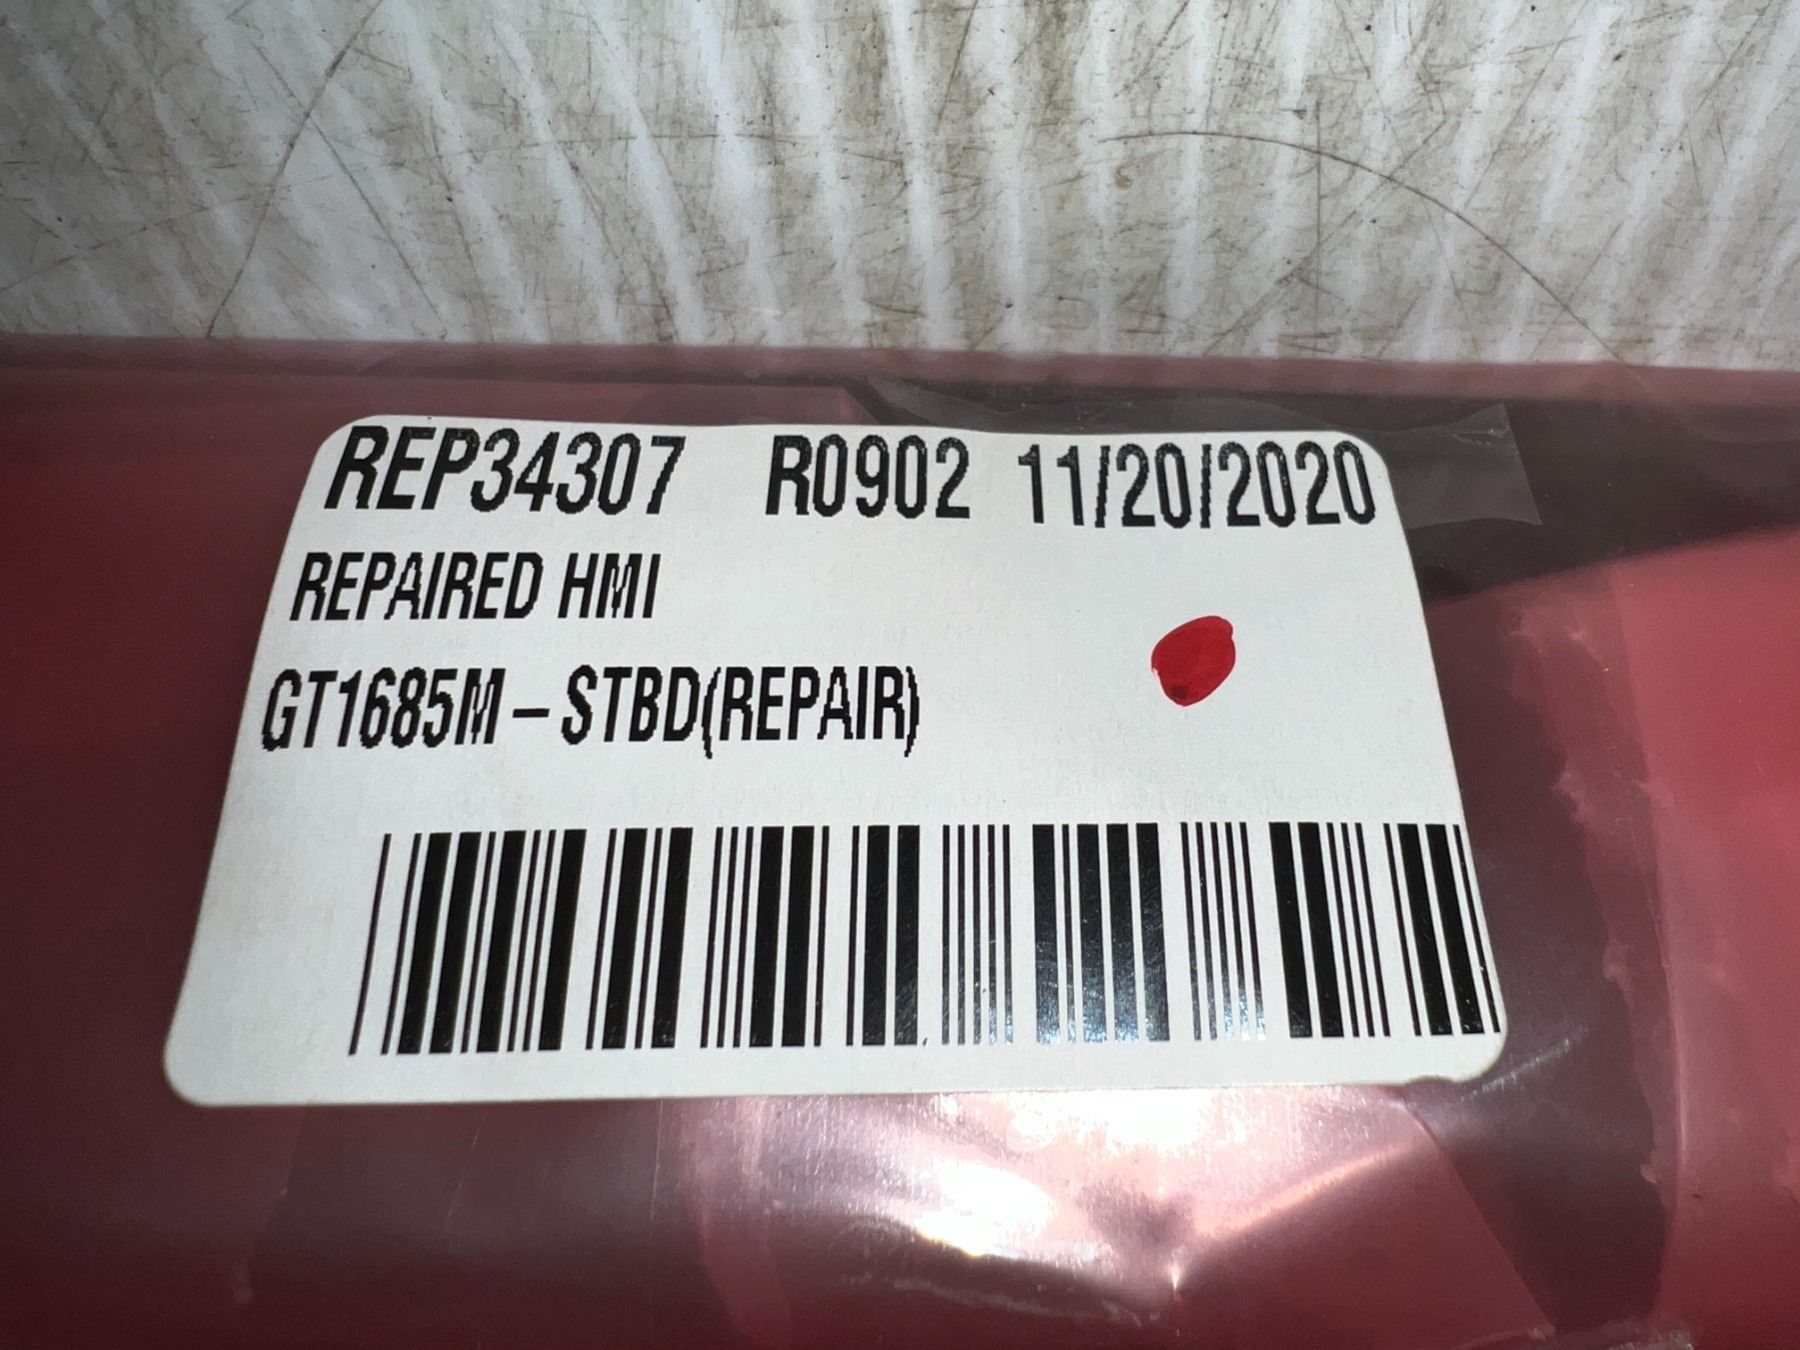 REP34307 R0902 11/20/2020
REPAIRED HMI
GT1685M-STBD(REPAIR)